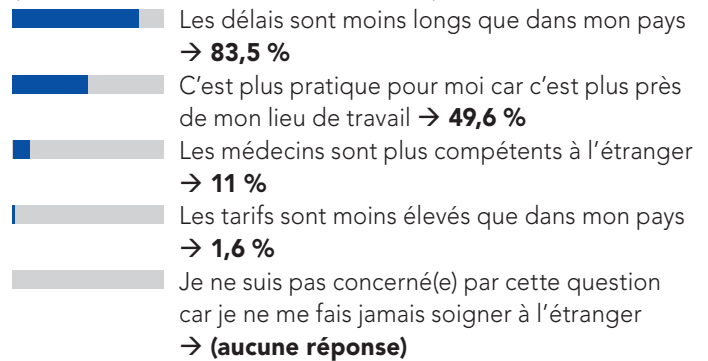 Les délais sont moins longs que dans mon pays
→ 83,5 %
C’est plus pratique pour moi car c’est plus près
de mon lieu de travail → 49,6 %
Les médecins sont plus compétents à l’étranger
→ 11 %
Les tarifs sont moins élevés que dans mon pays
→ 1,6 %
Je ne suis pas concerné(e) par cette question
car je ne me fais jamais soigner à l’étranger
→ (aucune réponse)